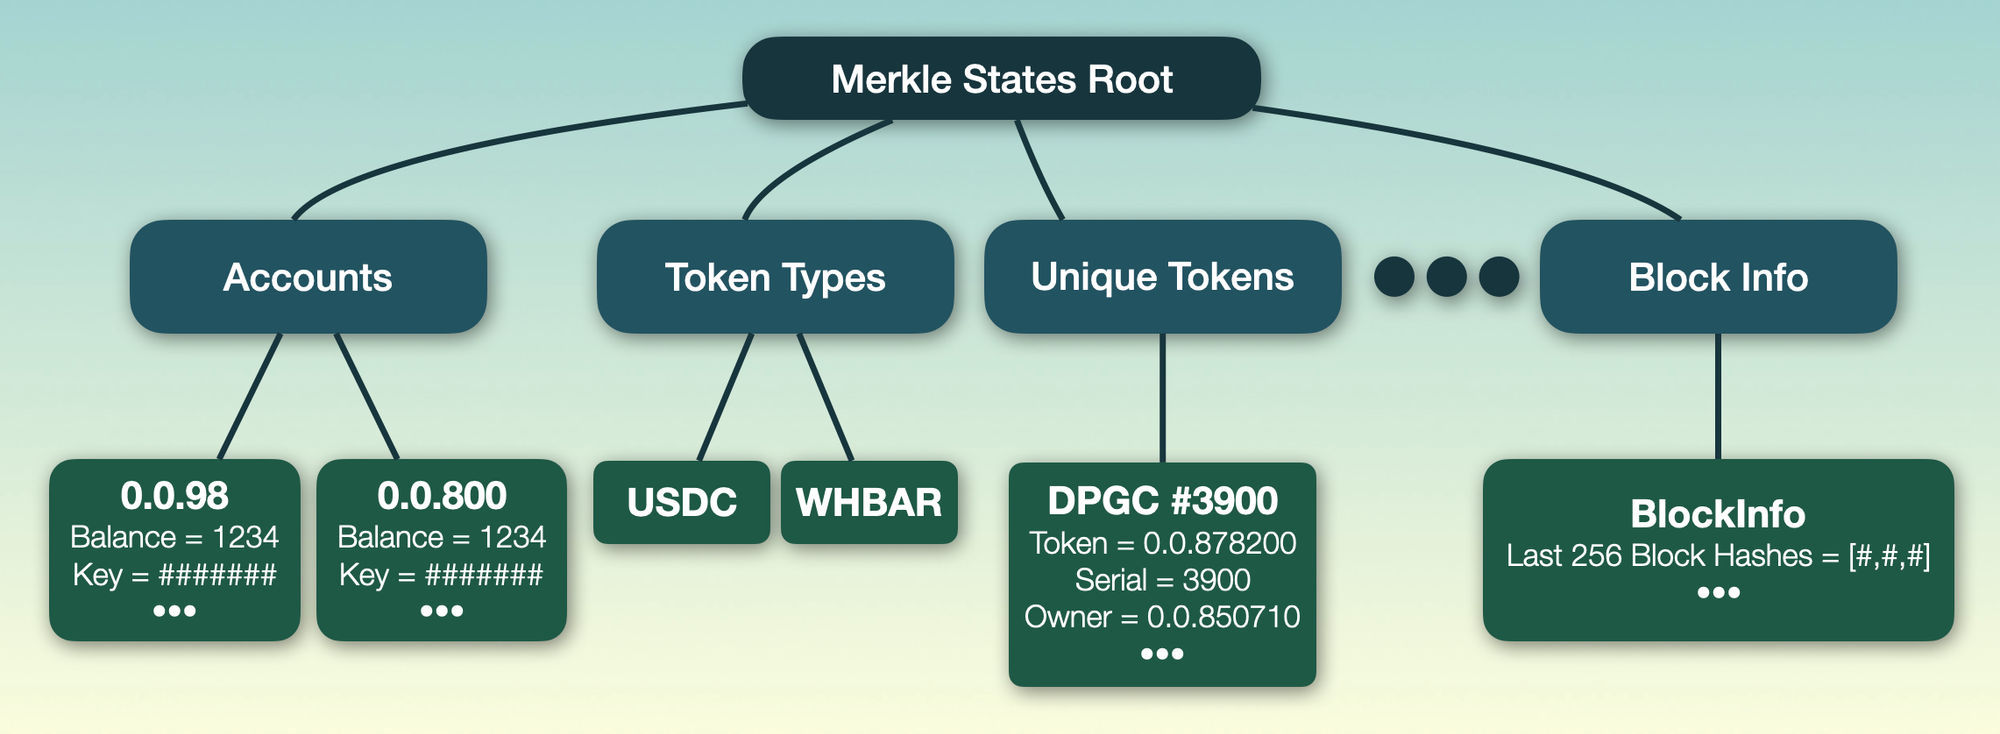 Merkle States Root
Accounts
Token Types
Unique Tokens
Block Info
0.0.98
Balance = 1234
Key = #######
•••
0.0.800
Balance = 1234
Key = #######
•••
USDC
WHBAR
DPGC #3900
Token = 0.0.878200
Serial = 3900
Owner = 0.0.850710
•••
BlockInfo
Last 256 Block Hashes = [#,#,#]
•••